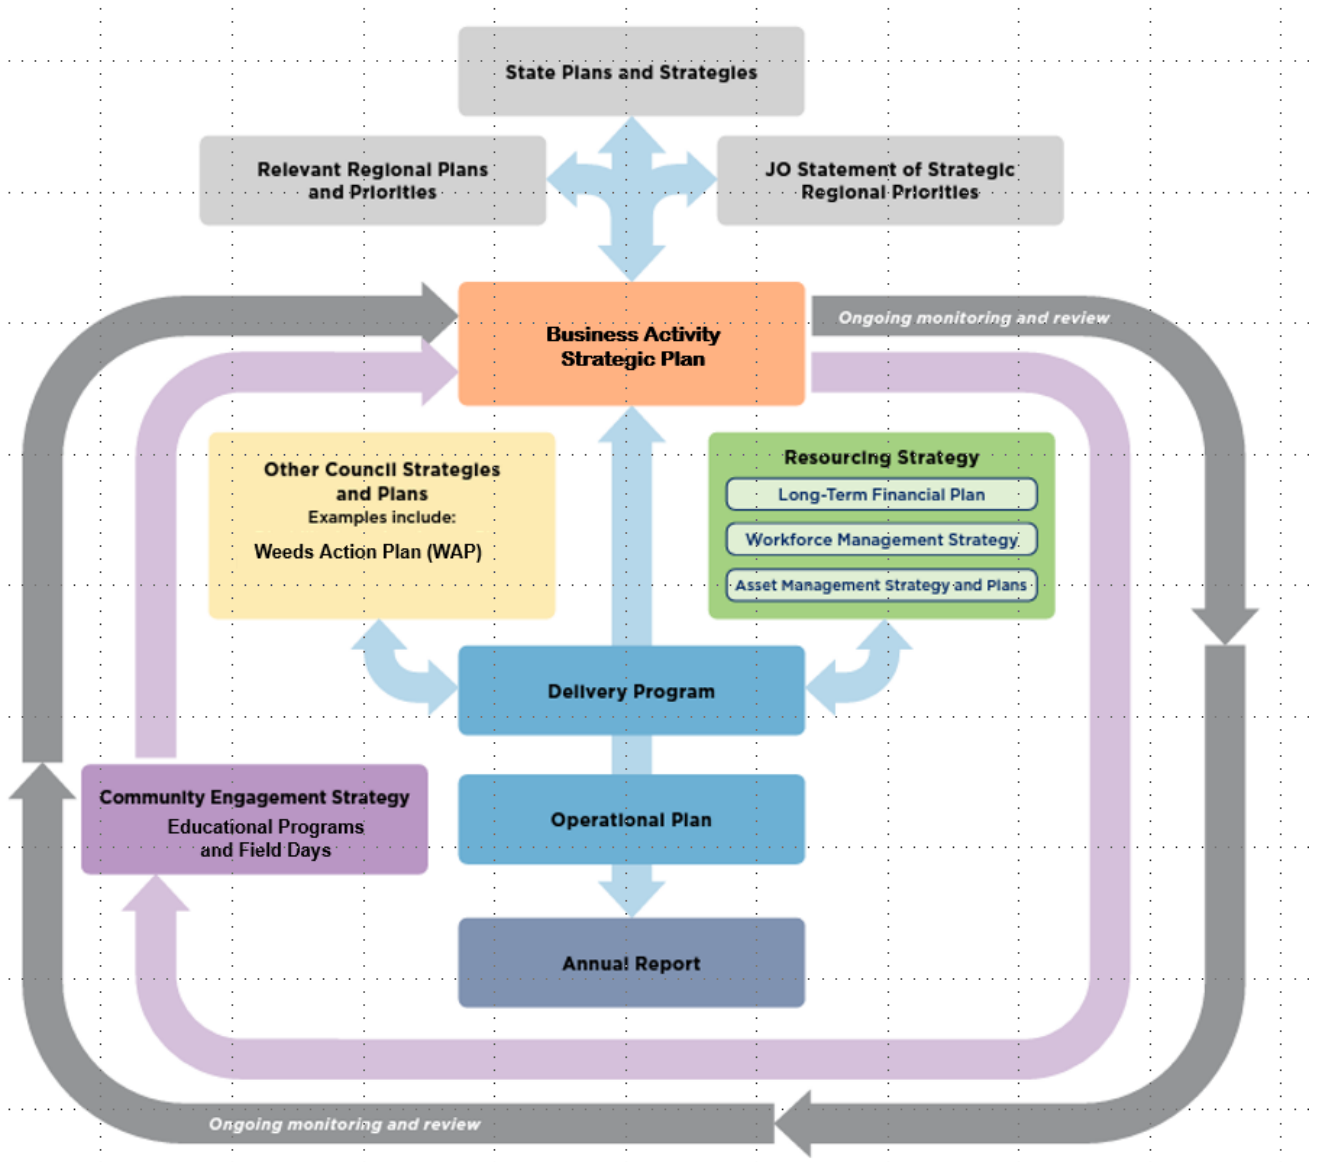 State Plans and Strategies
Relevant Regional Plans
and Priorities
JO Statement of Strategic
Regional Priorities
Business Activity
Strategic Plan
Ongoing monitoring and review
Other Council Strategies
and Plans
Examples include:
Weeds Action Plan (WAP)
Resourcing Strategy
Long-Term Financial Plan
Workforce Management Strategy
Asset Management Strategy and Plans
Delivery Program
Community Engagement Strategy
Educational Programs
and Field Days
Operational Plan
Annual Report
Ongoing monitoring and review